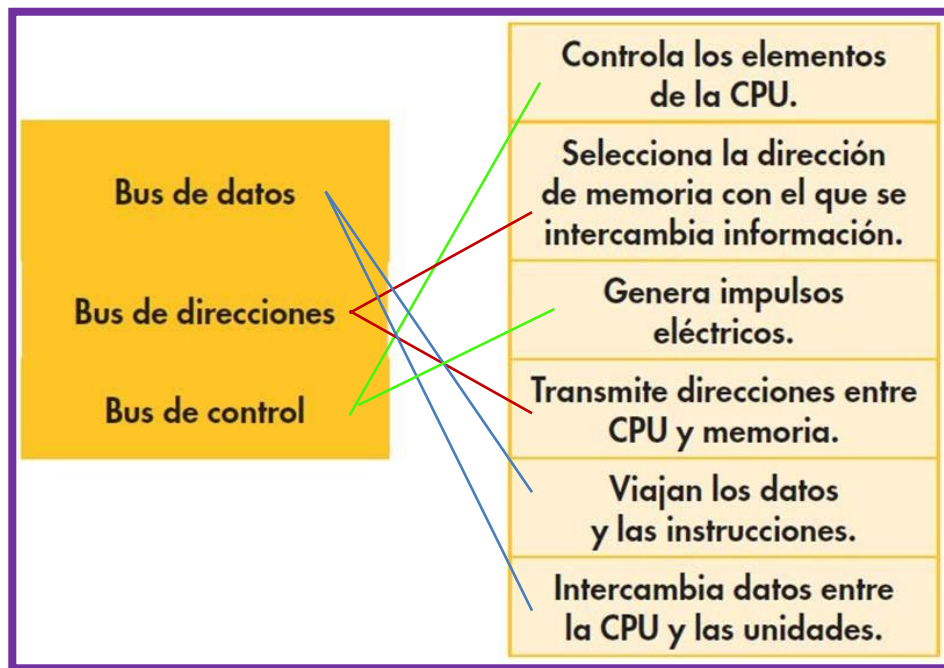 Bus de datos
Bus de direcciones
Bus de control
Controla los elementos
de la CPU.
Selecciona la dirección
de memoria con el que se
intercambia información.
Genera impulsos
eléctricos.
Transmite direcciones entre
CPU y memoria.
Viajan los datos
y las instrucciones.
Intercambia datos entre
la CPU y las unidades.